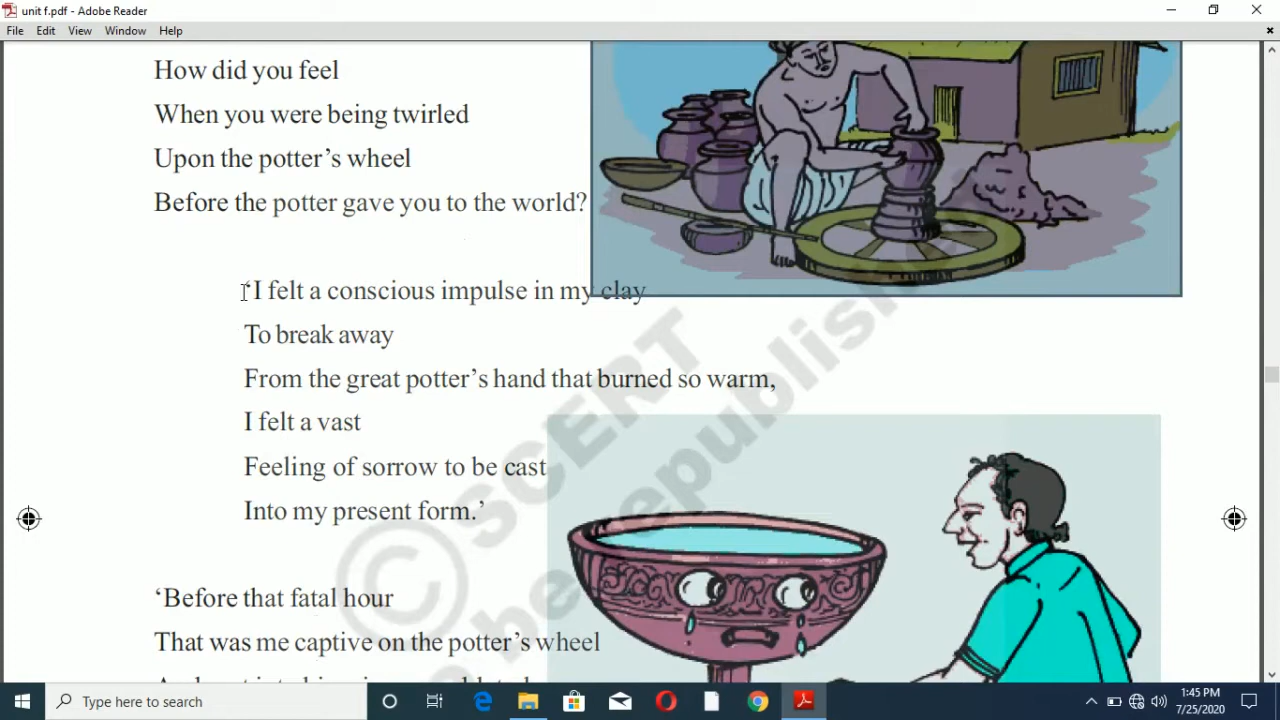 unit f.pdf - Adobe Reader
File Edit View Window Help
How did you feel
When you were being twirled
Upon the potter's wheel
Before the potter gave you to the world?
‘I felt a conscious impulse in my clay
To break away
From the great potter's hand that burned so warm,
I felt a vast
Feeling of sorrow to be cast
Into my present form.’
‘Before that fatal hour
That was me captive on the potter's wheel
© SCERT
be republishe
Type here to search
1:45 PM
7/25/2020